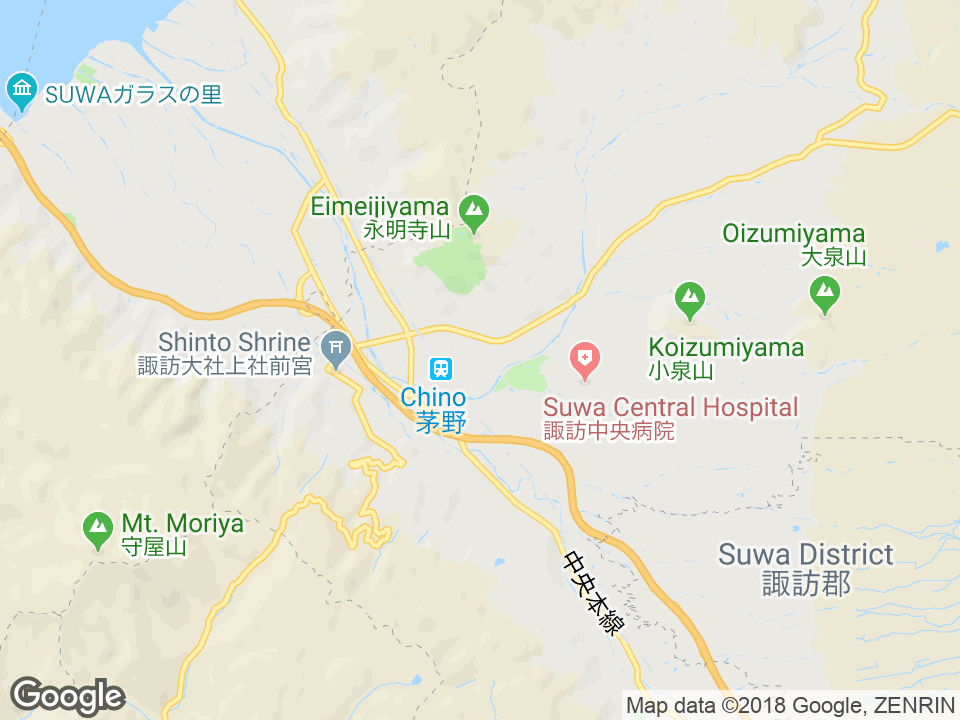 SUWAガラスの里
Eimeijiyama
永明寺山
Oizumiyama
大泉山
Shinto Shrine
諏訪大社上社前宮
Koizumiyama
小泉山
Chino
茅野
Suwa Central Hospital
諏訪中央病院
Mt. Moriya
守屋山
Suwa District
諏訪郡
中央本線
Google
Map data ©2018 Google, ZENRIN